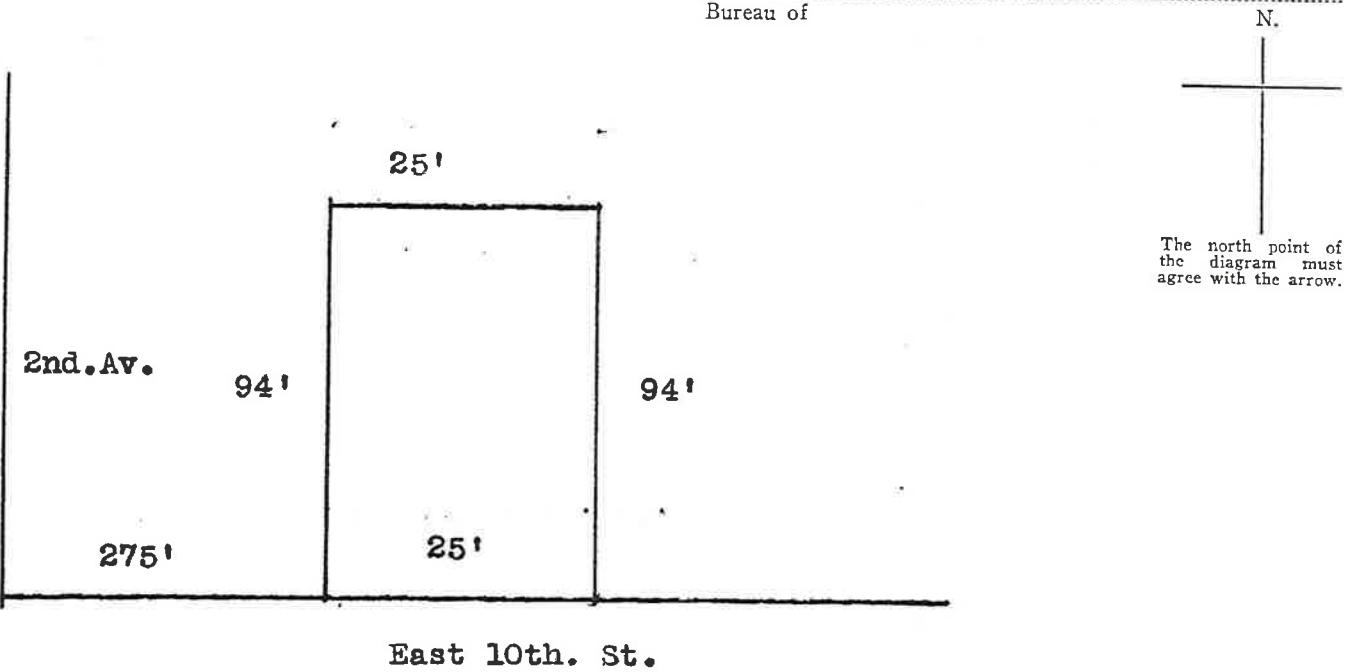 Bureau of
N.
The north point of
the diagram must
agree with the arrow.
25'
2nd.Av.
94'
94'
275'
25'
East 10th. St.